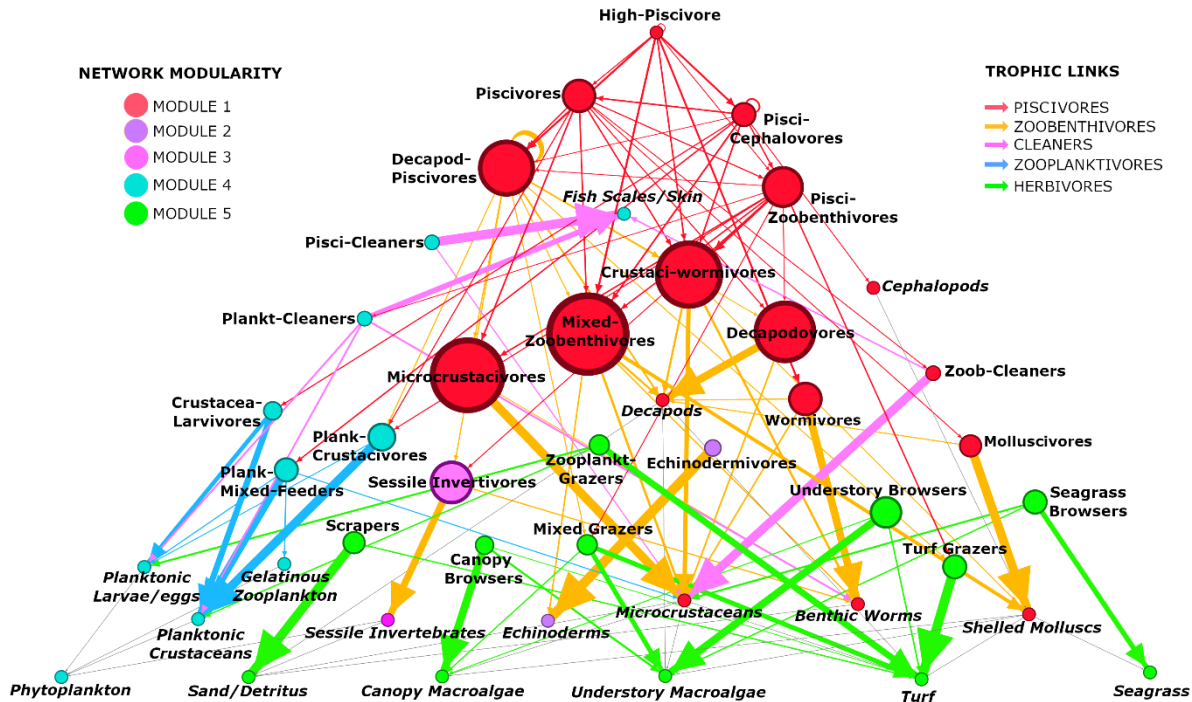 High-Piscivore
NETWORK MODULARITY
MODULE 1
MODULE 2
MODULE 3
MODULE 4
MODULE 5
TROPHIC LINKS
PISCIVORES
ZOOBENTHIVORES
CLEANERS
ZOOPLANKTIVORES
HERBIVORES
Piscivores
Pisci-
Cephalovores
Decapod-
Piscivores
Fish Scales/Skin
Pisci-
Zoobenthivores
Pisci-Cleaners
Crustaci-wormivores
Cephalopods
Plankt-Cleaners
Mixed-
Zoobenthivores
Decapodovores
Microcrustacivores
Zoob-Cleaners
Crustacea-
Larvivores
Decapods
Wormivores
Plank-
Crustacivores
Molluscivores
Zooplankt-
Grazers
Echinodermivores
Plank-
Mixed-Feeders
Sessile Invertivores
Understory Browsers
Seagrass
Browsers
Scrapers
Mixed Grazers
Canopy
Browsers
Turf Grazers
Planktonic
Larvae/eggs
Gelatinous
Zooplankton
Planktonic
Crustaceans
Sessile Invertebrates
Echinoderms
Microcrustaceans
Benthic Worms
Shelled Molluscs
Phytoplankton
Sand/Detritus
Canopy Macroalgae
Understory Macroalgae
Turf
Seagrass